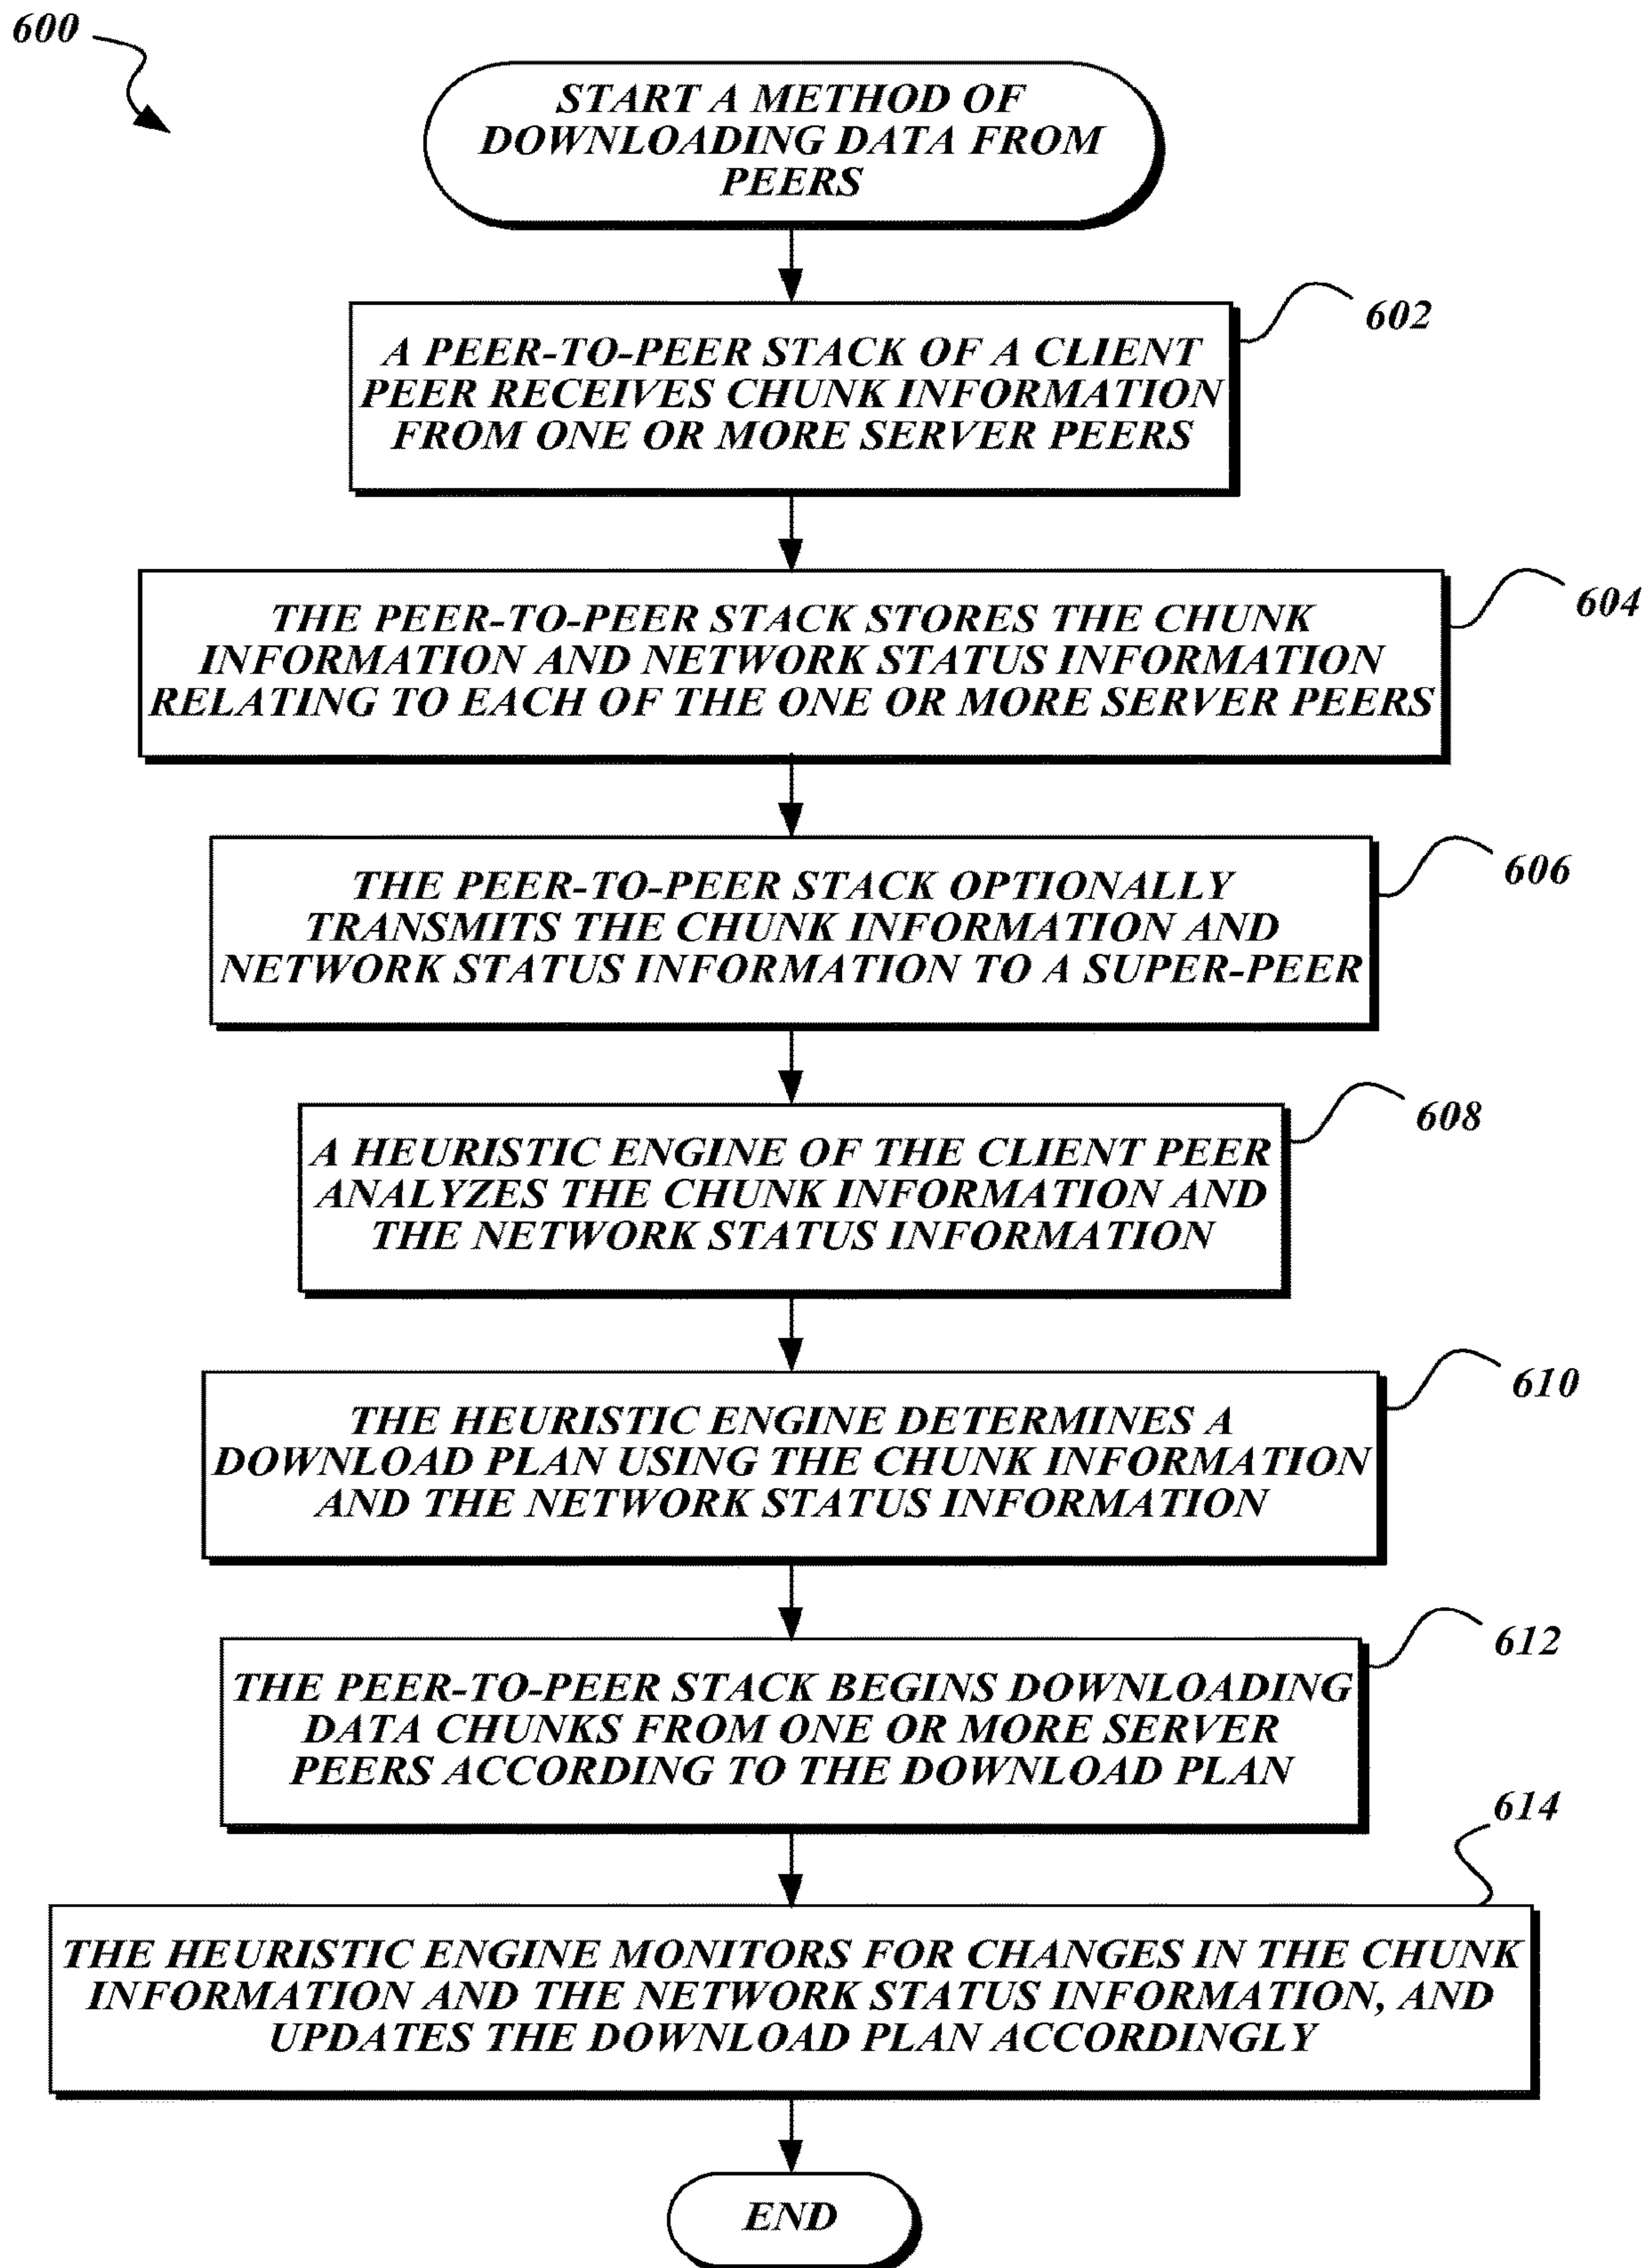 600
START A METHOD OF
DOWNLOADING DATA FROM
PEERS
602
A PEER-TO-PEER STACK OF A CLIENT
PEER RECEIVES CHUNK INFORMATION
FROM ONE OR MORE SERVER PEERS
604
THE PEER-TO-PEER STACK STORES THE CHUNK
INFORMATION AND NETWORK STATUS INFORMATION
RELATING TO EACH OF THE ONE OR MORE SERVER PEERS
606
THE PEER-TO-PEER STACK OPTIONALLY
TRANSMITS THE CHUNK INFORMATION AND
NETWORK STATUS INFORMATION TO A SUPER-PEER
608
A HEURISTIC ENGINE OF THE CLIENT PEER
ANALYZES THE CHUNK INFORMATION AND
THE NETWORK STATUS INFORMATION
610
THE HEURISTIC ENGINE DETERMINES A
DOWNLOAD PLAN USING THE CHUNK INFORMATION
AND THE NETWORK STATUS INFORMATION
612
THE PEER-TO-PEER STACK BEGINS DOWNLOADING
DATA CHUNKS FROM ONE OR MORE SERVER
PEERS ACCORDING TO THE DOWNLOAD PLAN
614
THE HEURISTIC ENGINE MONITORS FOR CHANGES IN THE CHUNK
INFORMATION AND THE NETWORK STATUS INFORMATION, AND
UPDATES THE DOWNLOAD PLAN ACCORDINGLY
END